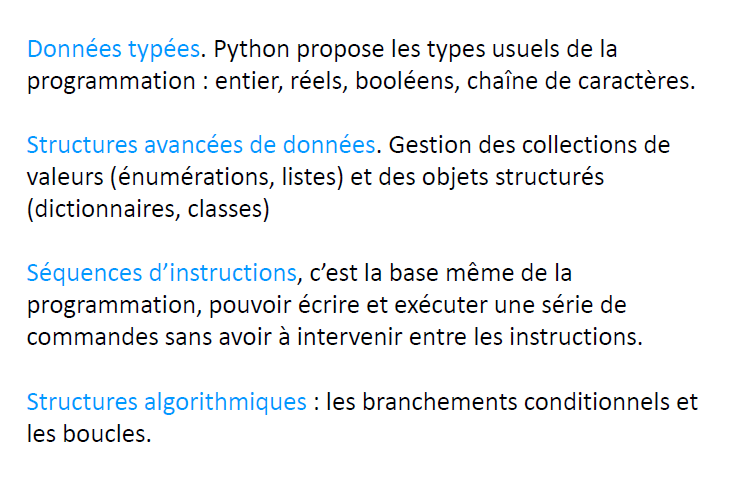 Données typées. Python propose les types usuels de la
programmation : entier, réels, booléens, chaîne de caractères.
Structures avancées de données. Gestion des collections de
valeurs (énumérations, listes) et des objets structurés
(dictionnaires, classes)
Séquences d’instructions, c’est la base même de la
programmation, pouvoir écrire et exécuter une série de
commandes sans avoir à intervenir entre les instructions.
Structures algorithmiques : les branchements conditionnels et
les boucles.